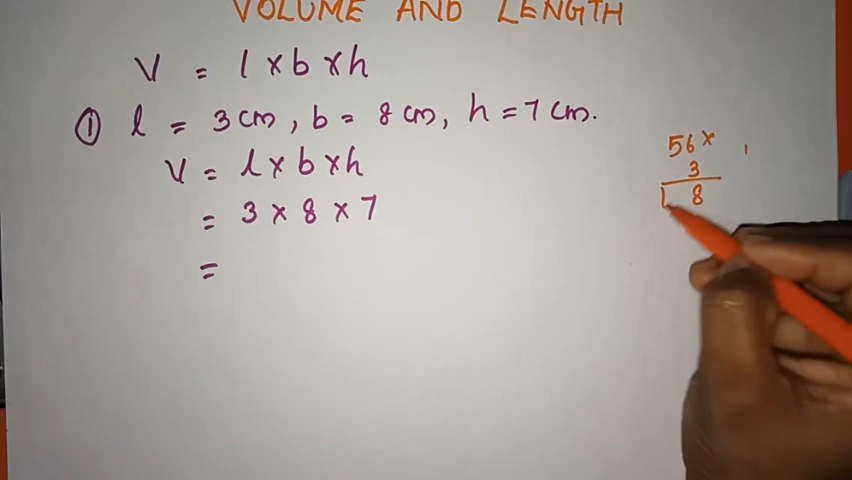 VOLUME AND LENGTH
V = l × b × h
① l = 3 cm, b = 8 cm, h = 7 cm.
V = l × b × h
= 3 × 8 × 7
=
56 ×
3
8